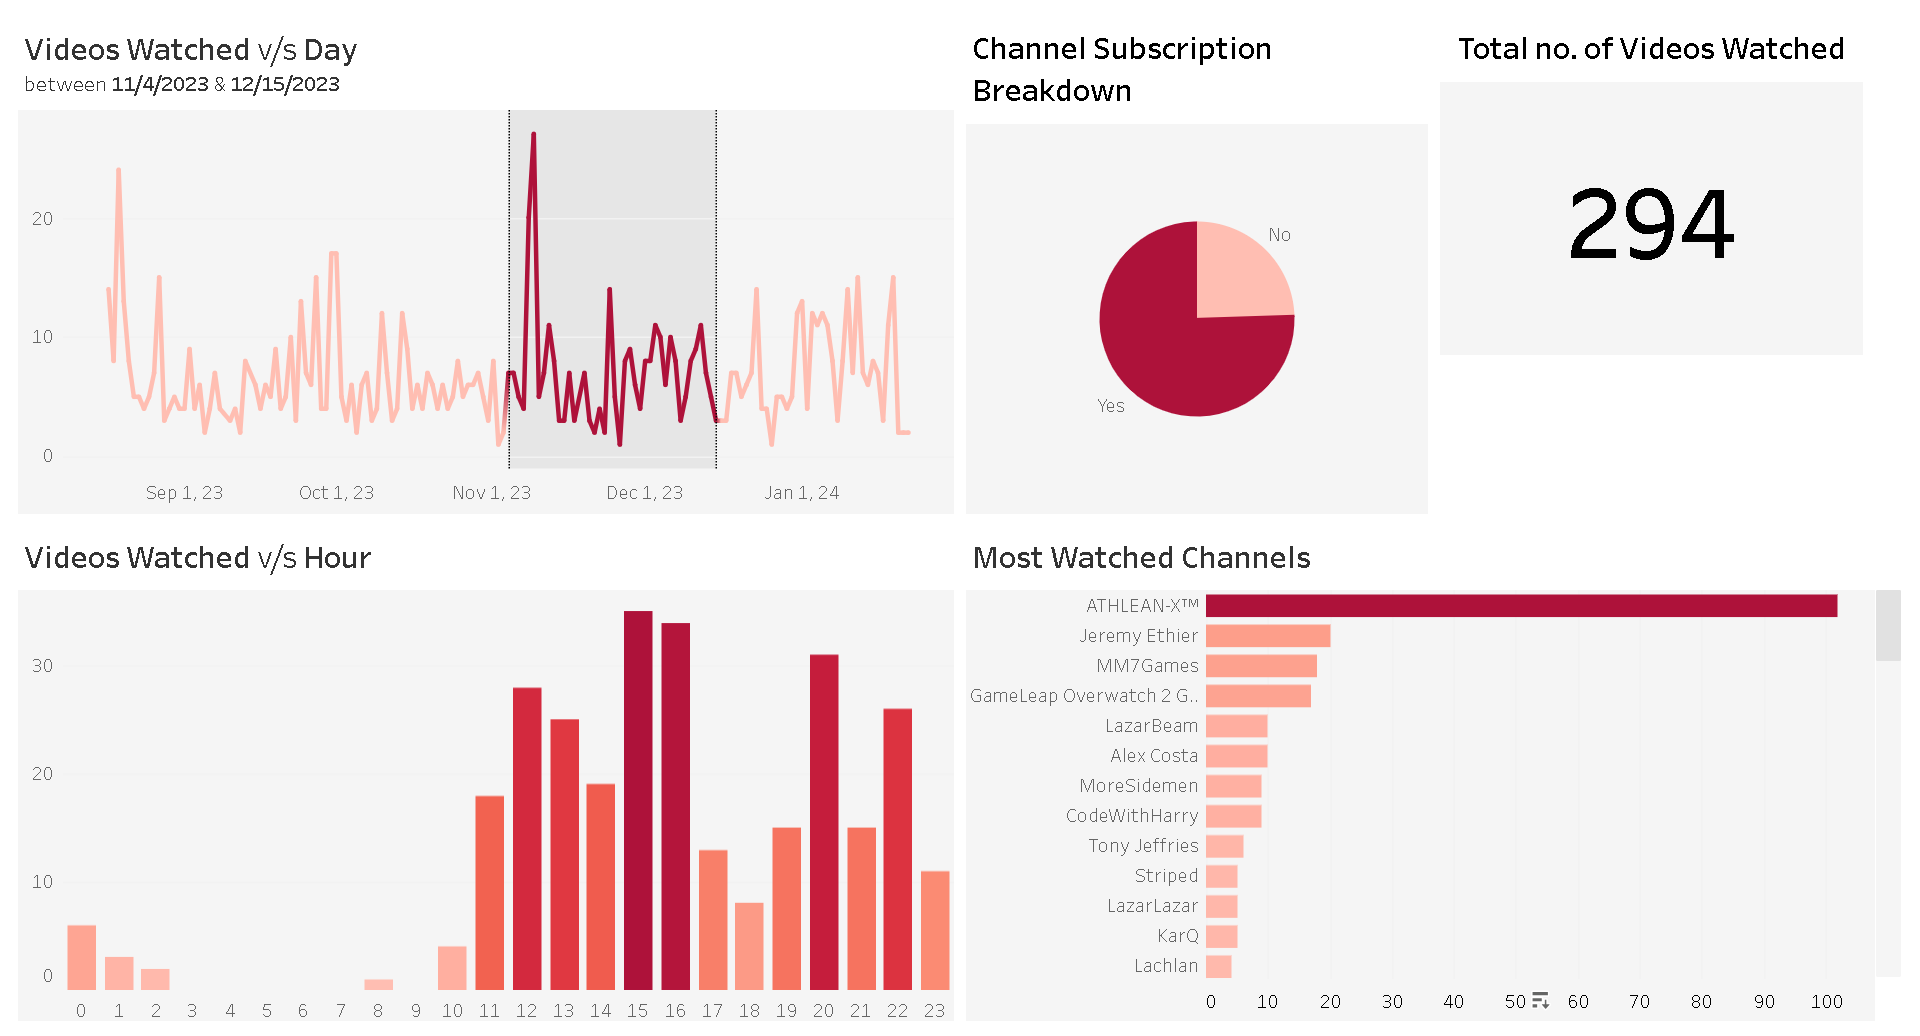 Videos Watched v/s Day
between 11/4/2023 & 12/15/2023
20
10
0
Sep 1, 23 Oct 1, 23 Nov 1, 23 Dec 1, 23 Jan 1, 24
Channel Subscription
Breakdown
No
Yes
Total no. of Videos Watched
294
Videos Watched v/s Hour
30
20
10
0
0 1 2 3 4 5 6 7 8 9 10 11 12 13 14 15 16 17 18 19 20 21 22 23
Most Watched Channels
ATHLEAN-X™
Jeremy Ethier
MM7Games
GameLeap Overwatch 2 G..
LazarBeam
Alex Costa
MoreSidemen
CodeWithHarry
Tony Jeffries
Striped
LazarLazar
KarQ
Lachlan
0 10 20 30 40 50 60 70 80 90 100